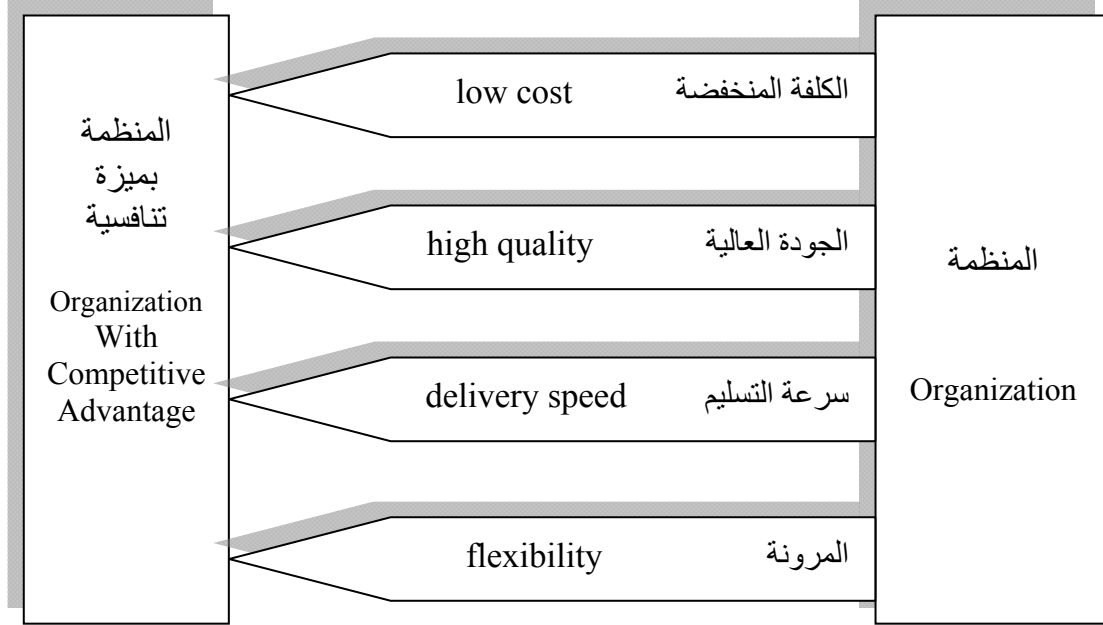 المنظمة
Organization
low cost الكلفة المنخفضة
high quality الجودة العالية
delivery speed سرعة التسليم
flexibility المرونة
المنظمة
بميزة
تنافسية
Organization
With
Competitive
Advantage